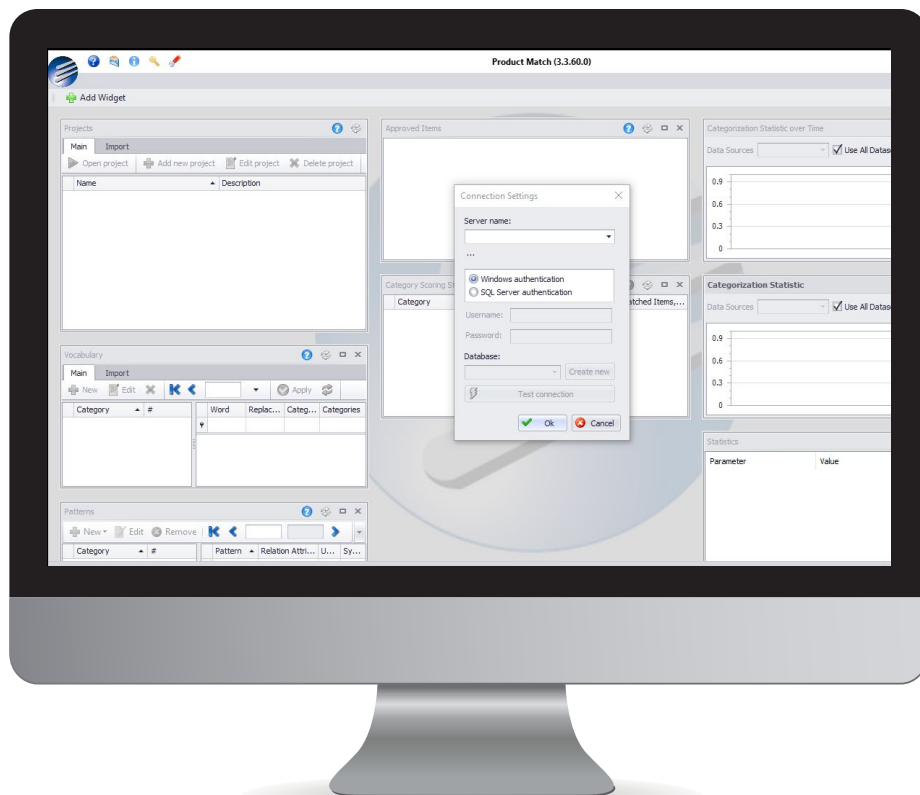 Product Match (3.3.60.0)
Add Widget
Projects
Main Import
Open project Add new project Edit project Delete project
Name Description
Vocabulary
Main Import
New Edit Apply
Category # Word Replac... Categ... Categories
Patterns
New Edit Remove
Category # Pattern Relation Attri... U... Sy...
Approved Items
Category Scoring St
Category atched Items,...
Connection Settings
Server name:
...
Windows authentication
SQL Server authentication
Username:
Password:
Database:
Create new
Test connection
Ok Cancel
Categorization Statistic over Time
Data Sources Use All Datas
0.9
0.6
0.3
0
Categorization Statistic
Data Sources Use All Datas
0.9
0.6
0.3
0
Statistics
Parameter Value